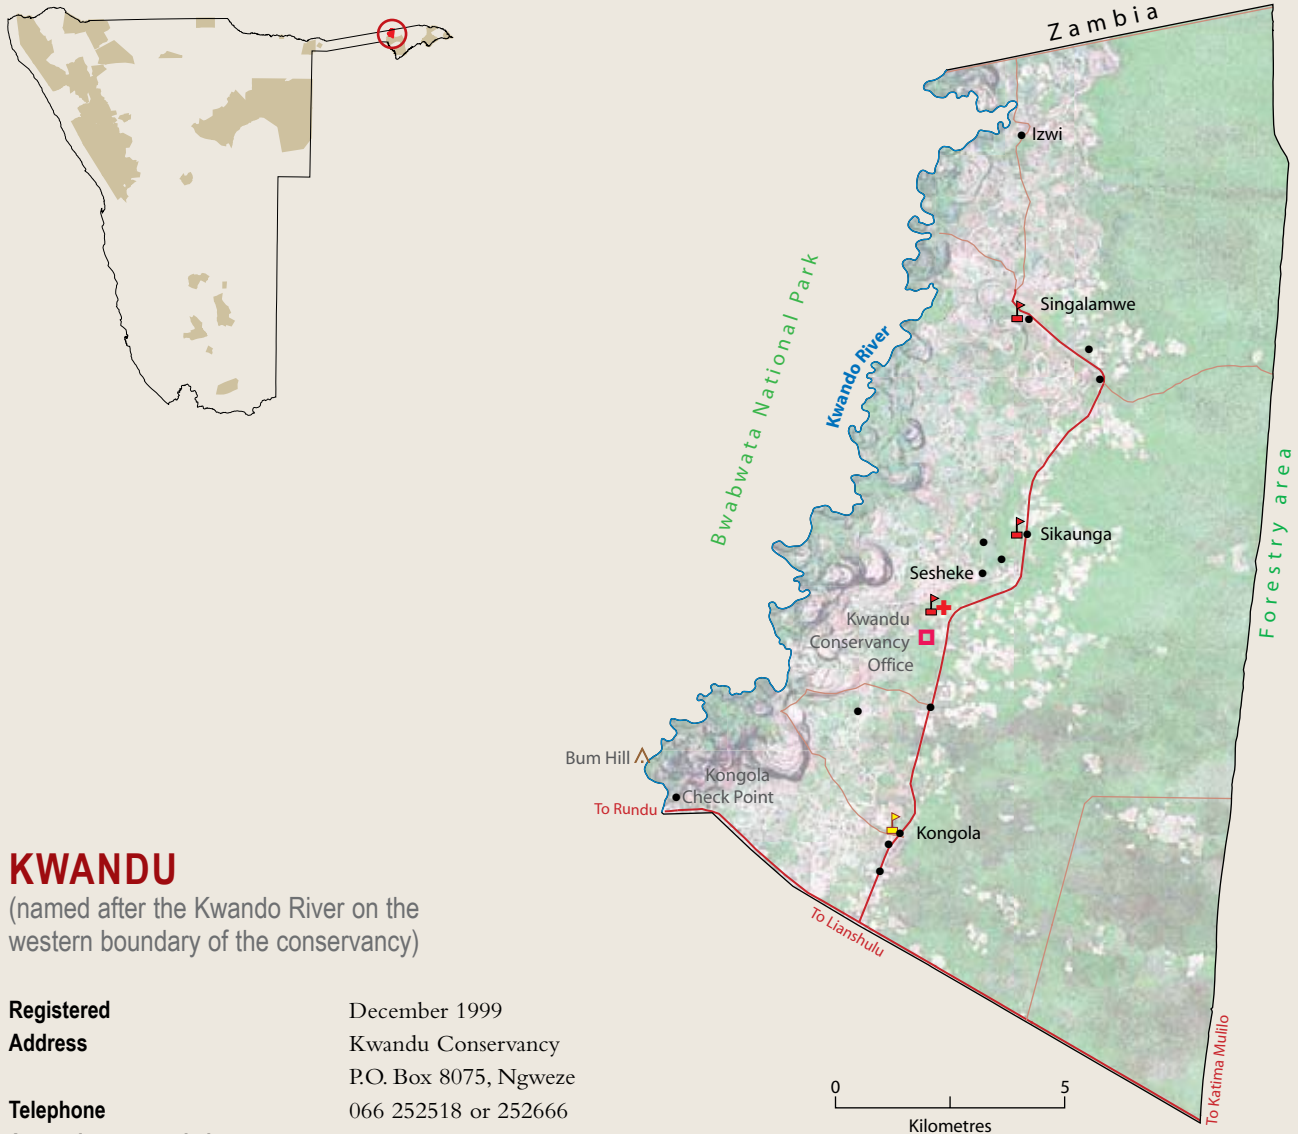 Zambia
Izwi
Singalamwe
Bwabwata National Park
Kwando River
Forestry area
Sikaunga
Sesheke
Kwandu
Conservancy
Office
Bum Hill
Kongola
Check Point
To Rundu
Kongola
To Lianshulu
To Katima Mulilo
0 5
Kilometres
KWANDU
(named after the Kwando River on the
western boundary of the conservancy)
Registered December 1999
Address Kwandu Conservancy
P.O. Box 8075, Ngweze
Telephone 066 252518 or 252666